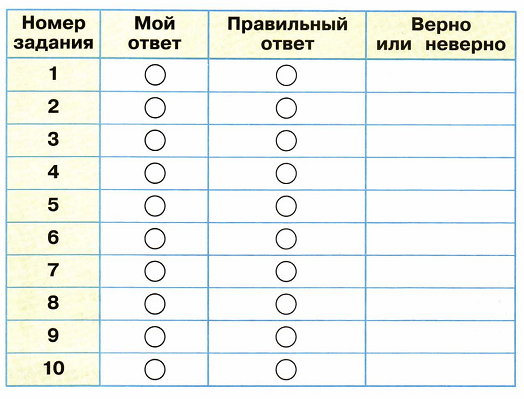 Номер задания
Мой ответ
Правильный ответ
Верно или неверно
1
2
3
4
5
6
7
8
9
10